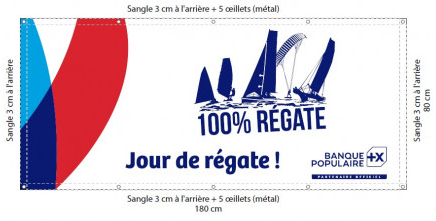 Sangle 3 cm à l'arrière + 5 œillets (métal)
Sangle 3 cm à l'arrière
100% RÉGATE
Jour de régate !
BANQUE
POPULAIRE
+X
PARTENAIRE OFFICIEL
Sangle 3 cm à l'arrière
80 cm
Sangle 3 cm à l'arrière + 5 œillets (métal)
180 cm